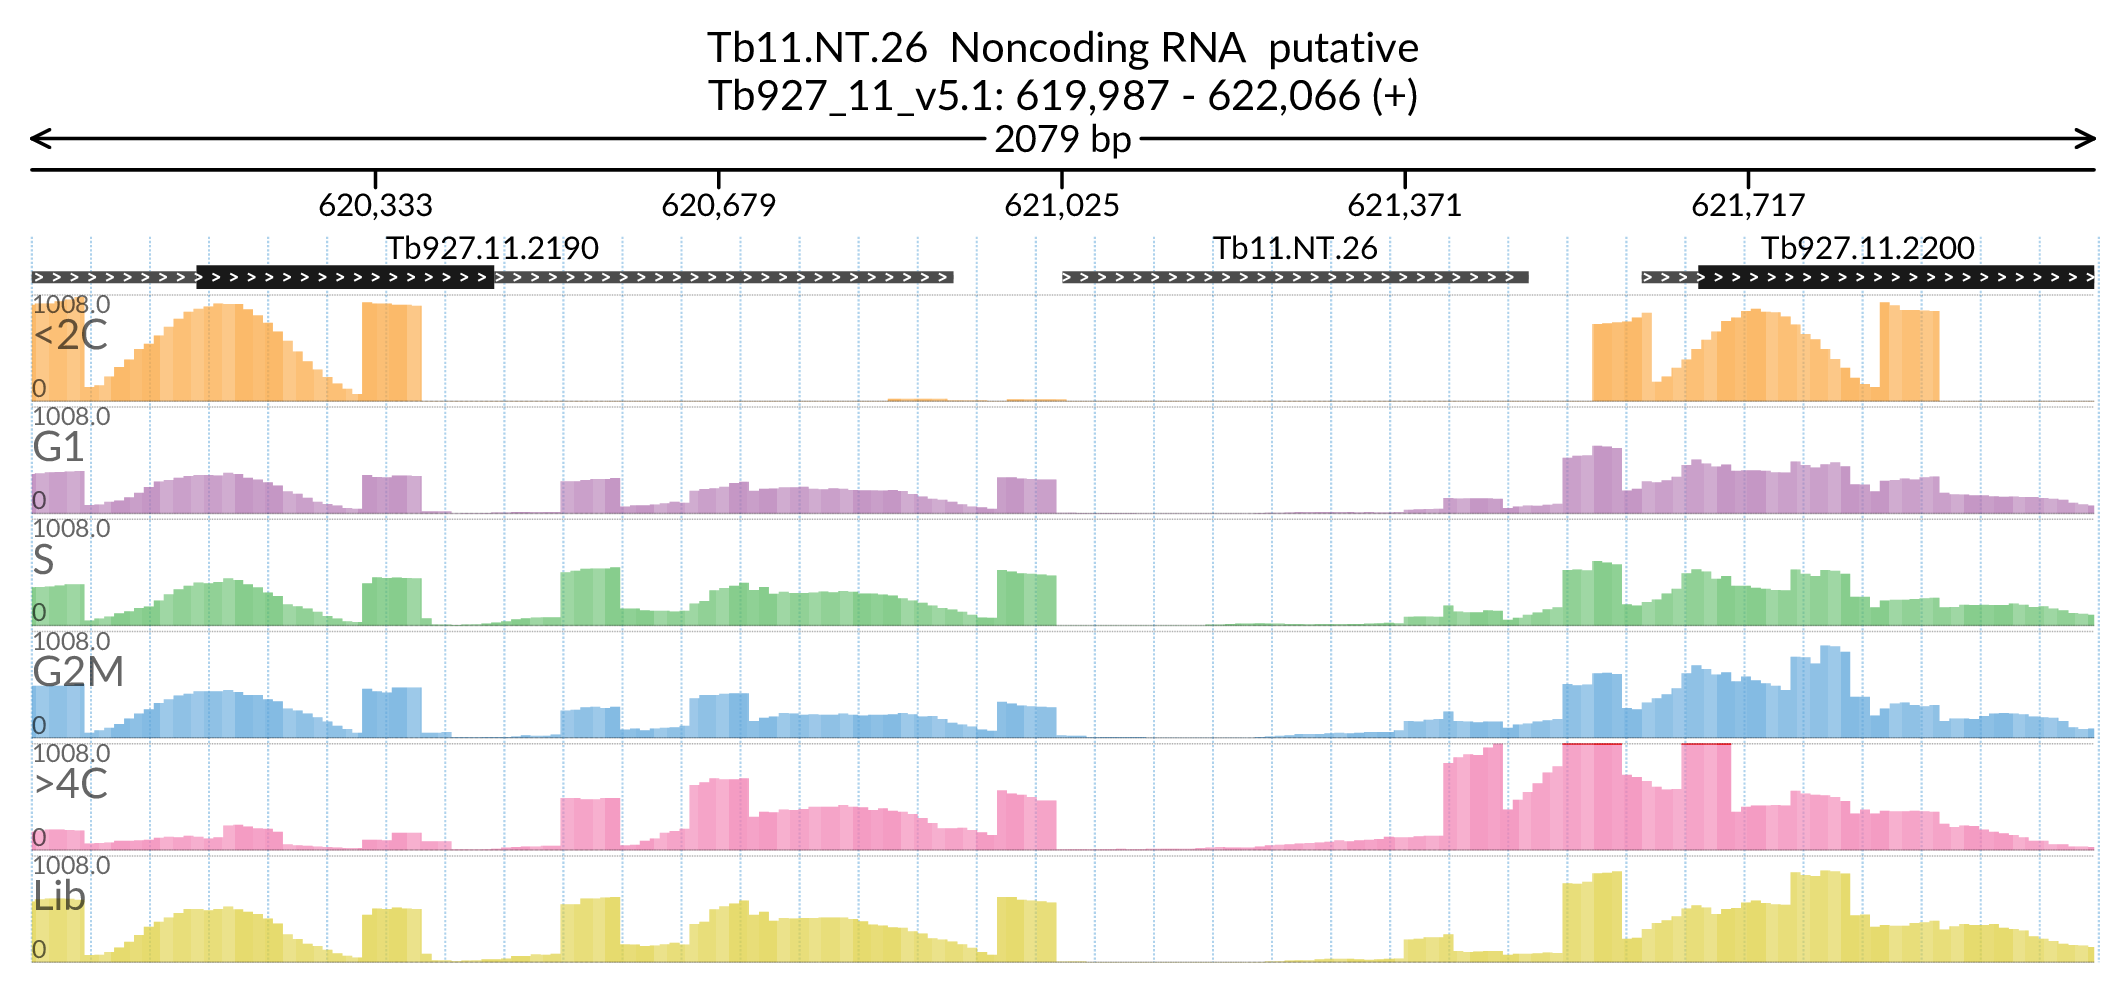 Tb11.NT.26 Noncoding RNA putative
Tb927_11_v5.1: 619,987 - 622,066 (+)
2079 bp
620,333 620,679 621,025 621,371 621,717
Tb927.11.2190 Tb11.NT.26 Tb927.11.2200
1008.0
<2C
0
1008.0
G1
0
1008.0
S
0
1008.0
G2M
0
1008.0
>4C
0
1008.0
Lib
0